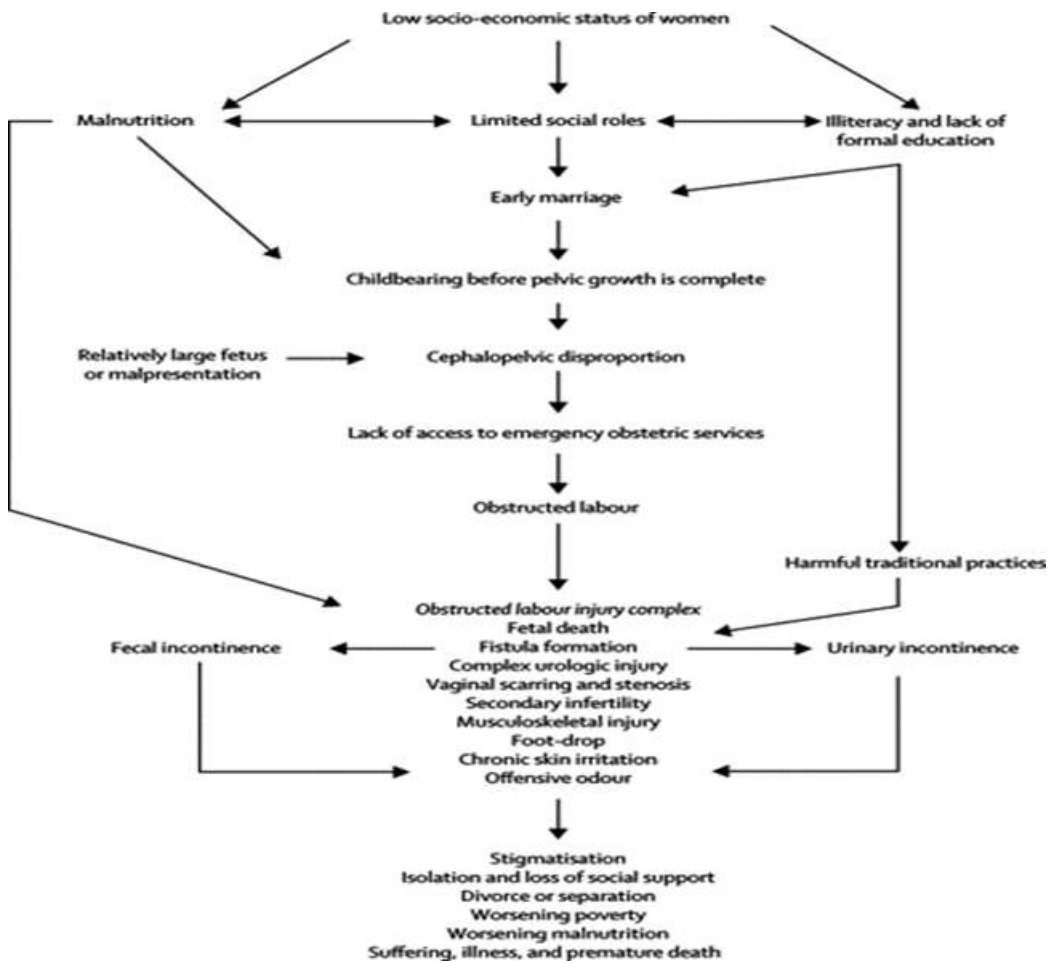 Low socio-economic status of women
Malnutrition
Limited social roles
Illiteracy and lack of
formal education
Early marriage
Childbearing before pelvic growth is complete
Relatively large fetus
or malpresentation
Cephalopelvic disproportion
Lack of access to emergency obstetric services
Obstructed labour
Harmful traditional practices
Obstructed labour injury complex
Fetal death
Fecal incontinence
Fistula formation
Urinary incontinence
Complex urologic injury
Vaginal scarring and stenosis
Secondary infertility
Musculoskeletal injury
Foot-drop
Chronic skin irritation
Offensive odour
Stigmatisation
Isolation and loss of social support
Divorce or separation
Worsening poverty
Worsening malnutrition
Suffering, illness, and premature death